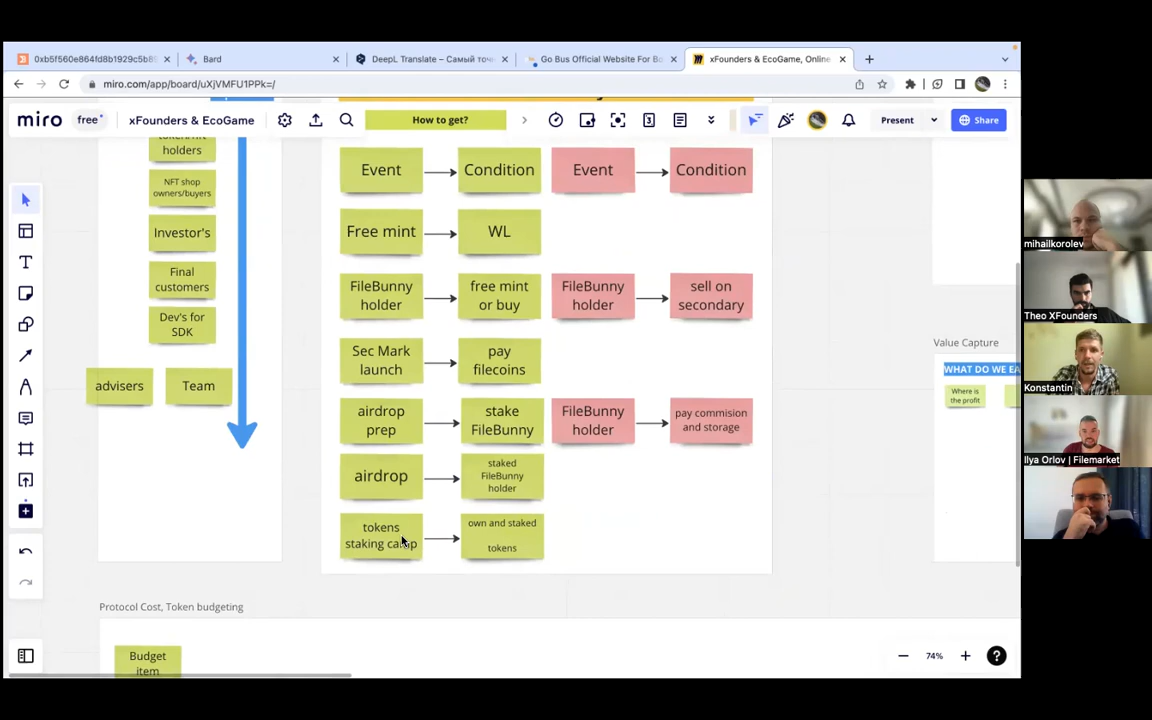 0xb5f560e864fd8b1929c5b85
Bard
DeepL Translate – Самый точн
Go Bus Official Website For Bo
xFounders & EcoGame, Online
miro.com/app/board/uXjVMFU1PPk=/
miro
free
xFounders & EcoGame
How to get?
Present
Share
holders
NFT shop
owners/buyers
Investor's
Final
customers
Dev's for
SDK
advisers
Team
Event
Condition
Event
Condition
Free mint
WL
FileBunny
holder
free mint
or buy
FileBunny
holder
sell on
secondary
Sec Mark
launch
pay
filecoins
airdrop
prep
stake
FileBunny
FileBunny
holder
pay commision
and storage
airdrop
staked
FileBunny
holder
tokens
staking camp
own and staked
tokens
Value Capture
WHAT DO WE EA
Where is
the profit
Protocol Cost, Token budgeting
Budget
item
74%
mihailkorolev
Theo XFounders
Konstantin
Ilya Orlov | Filemarket